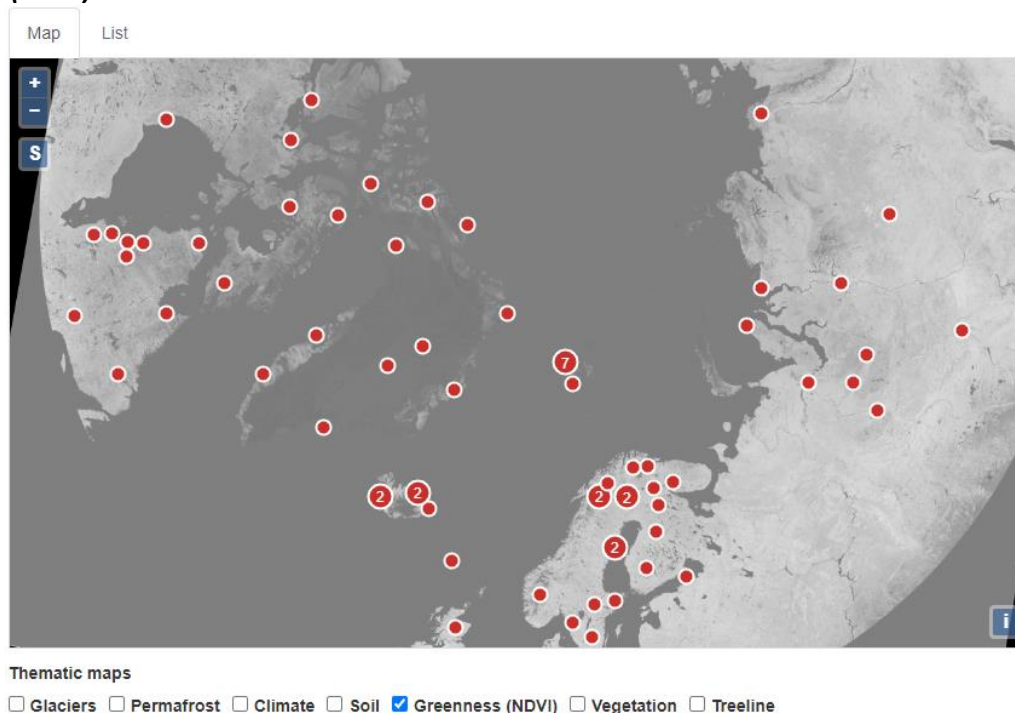 Map List
+
−
S
7
2 2 2 2
2
i
Thematic maps
Glaciers Permafrost Climate Soil Greenness (NDVI) Vegetation Treeline